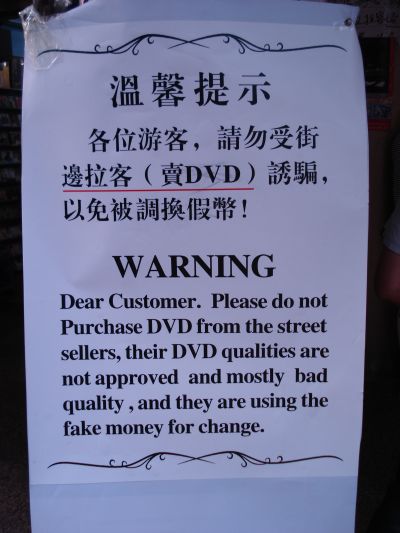 溫馨提示
各位游客，請勿受街
邊拉客（賣DVD）誘騙，
以免被調換假幣！
WARNING
Dear Customer. Please do not
Purchase DVD from the street
sellers, their DVD qualities are
not approved and mostly bad
quality , and they are using the
fake money for change.